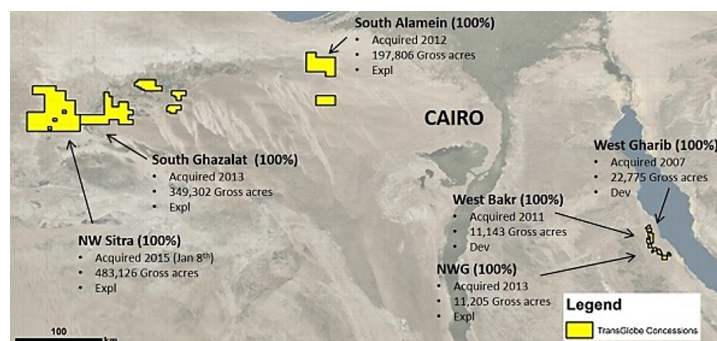 South Alamein (100%)
• Acquired 2012
• 197,806 Gross acres
• Expl
CAIRO
South Ghazalat (100%)
• Acquired 2013
• 349,302 Gross acres
• Expl
NW Sitra (100%)
• Acquired 2015 (Jan 8th)
• 483,126 Gross acres
• Expl
West Gharib (100%)
• Acquired 2007
• 22,775 Gross acres
• Dev
West Bakr (100%)
• Acquired 2011
• 11,143 Gross acres
• Dev
NWG (100%)
• Acquired 2013
• 11,205 Gross acres
• Expl
Legend
TransGlobe Concessions
100
km